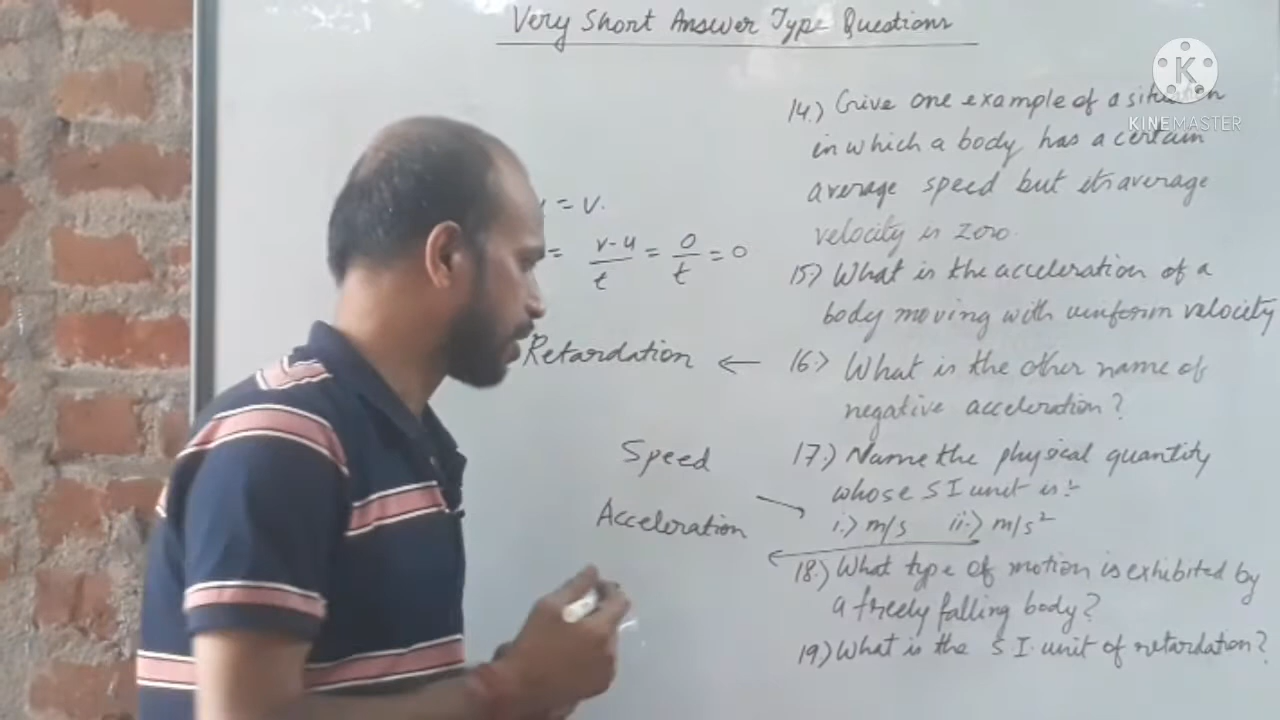 Very Short Answer Type Questions
K
KINEMASTER
14.) Give one example of a situation
in which a body has a certain
average speed but its average
velocity is zero.
= v.
= v-u/t = 0/t = 0
15) What is the acceleration of a
body moving with uniform velocity
Retardation ← 16.) What is the other name of
negative acceleration?
Speed
Acceleration
17.) Name the physical quantity
whose SI unit is :-
i.) m/s ii.) m/s²
18.) What type of motion is exhibited by
a freely falling body?
19) What is the S.I. unit of retardation?